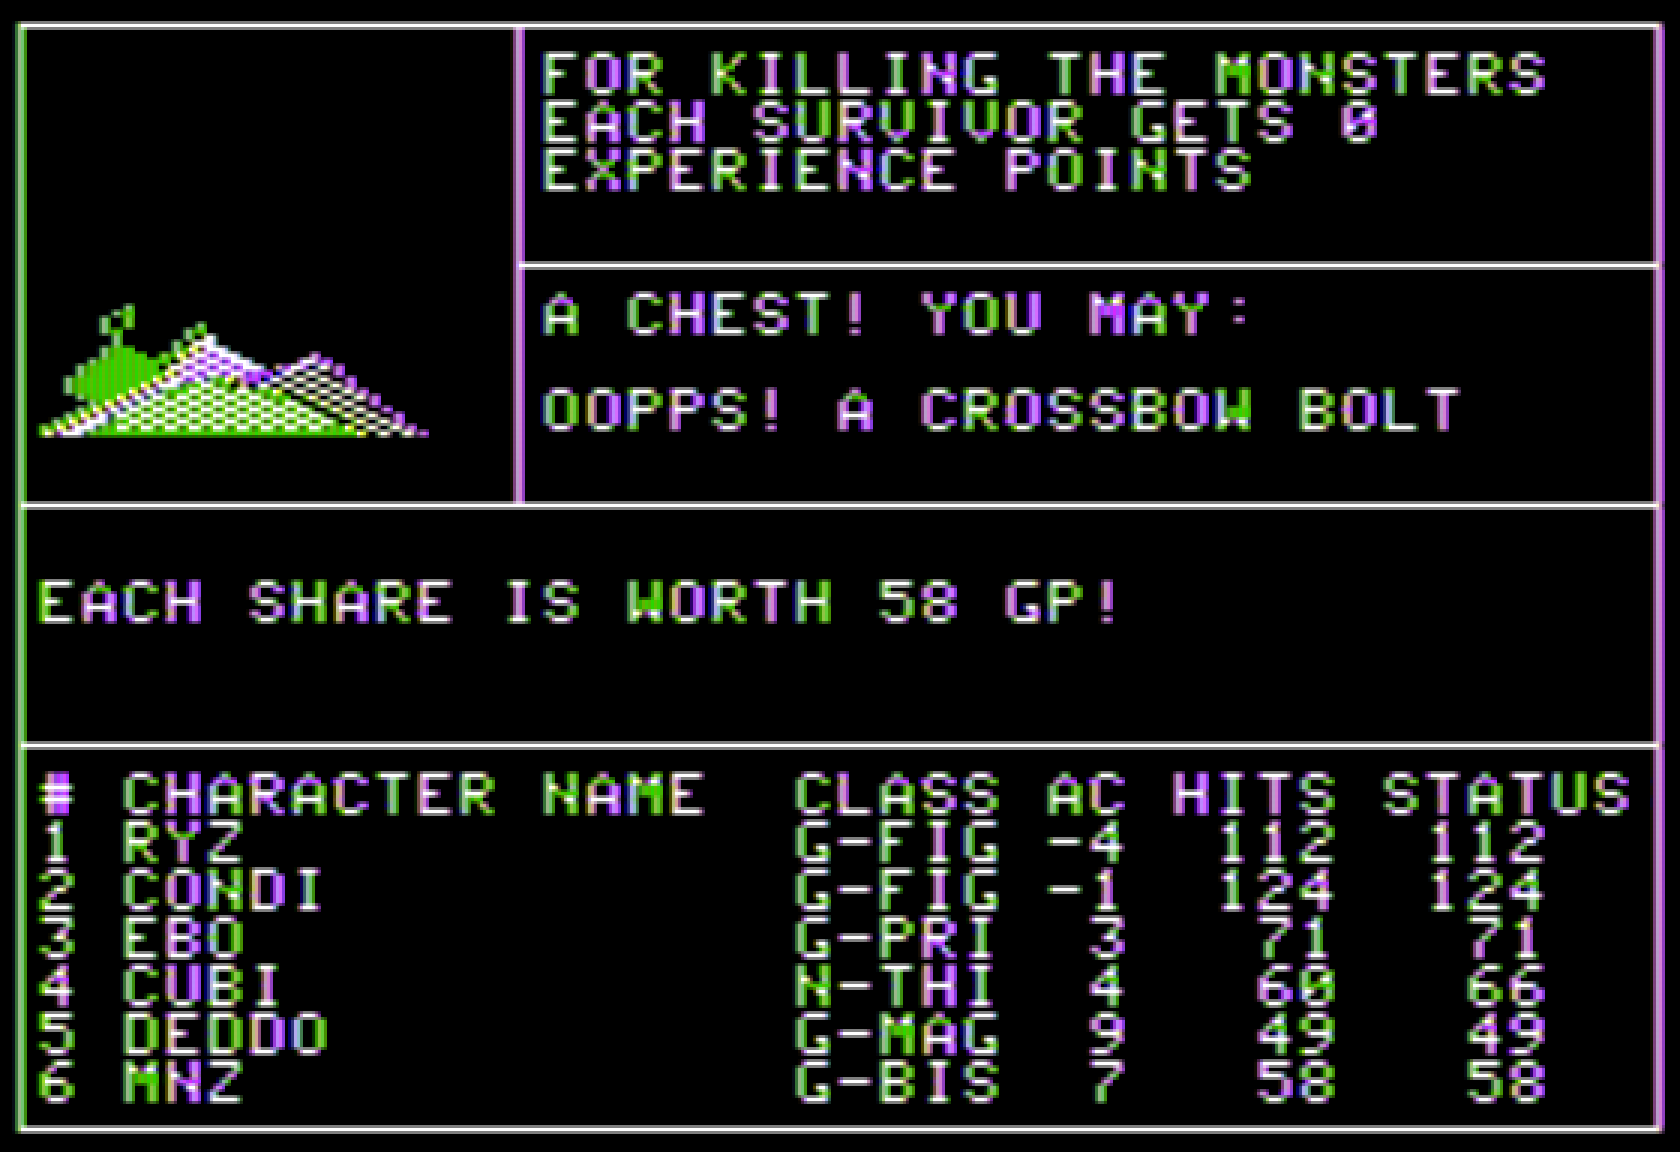 FOR KILLING THE MONSTERS
EACH SURVIVOR GETS 0
EXPERIENCE POINTS
A CHEST! YOU MAY:
OOPPS! A CROSSBOW BOLT
EACH SHARE IS WORTH 58 GP!
# CHARACTER NAME CLASS AC HITS STATUS
1 RYZ G-FIG -4 112 112
2 CONDI G-FIG -1 124 124
3 EBO G-PRI 3 71 71
4 CUBI N-THI 4 60 66
5 DEDDO G-MAG 9 49 49
6 MNZ G-BIS 7 58 58